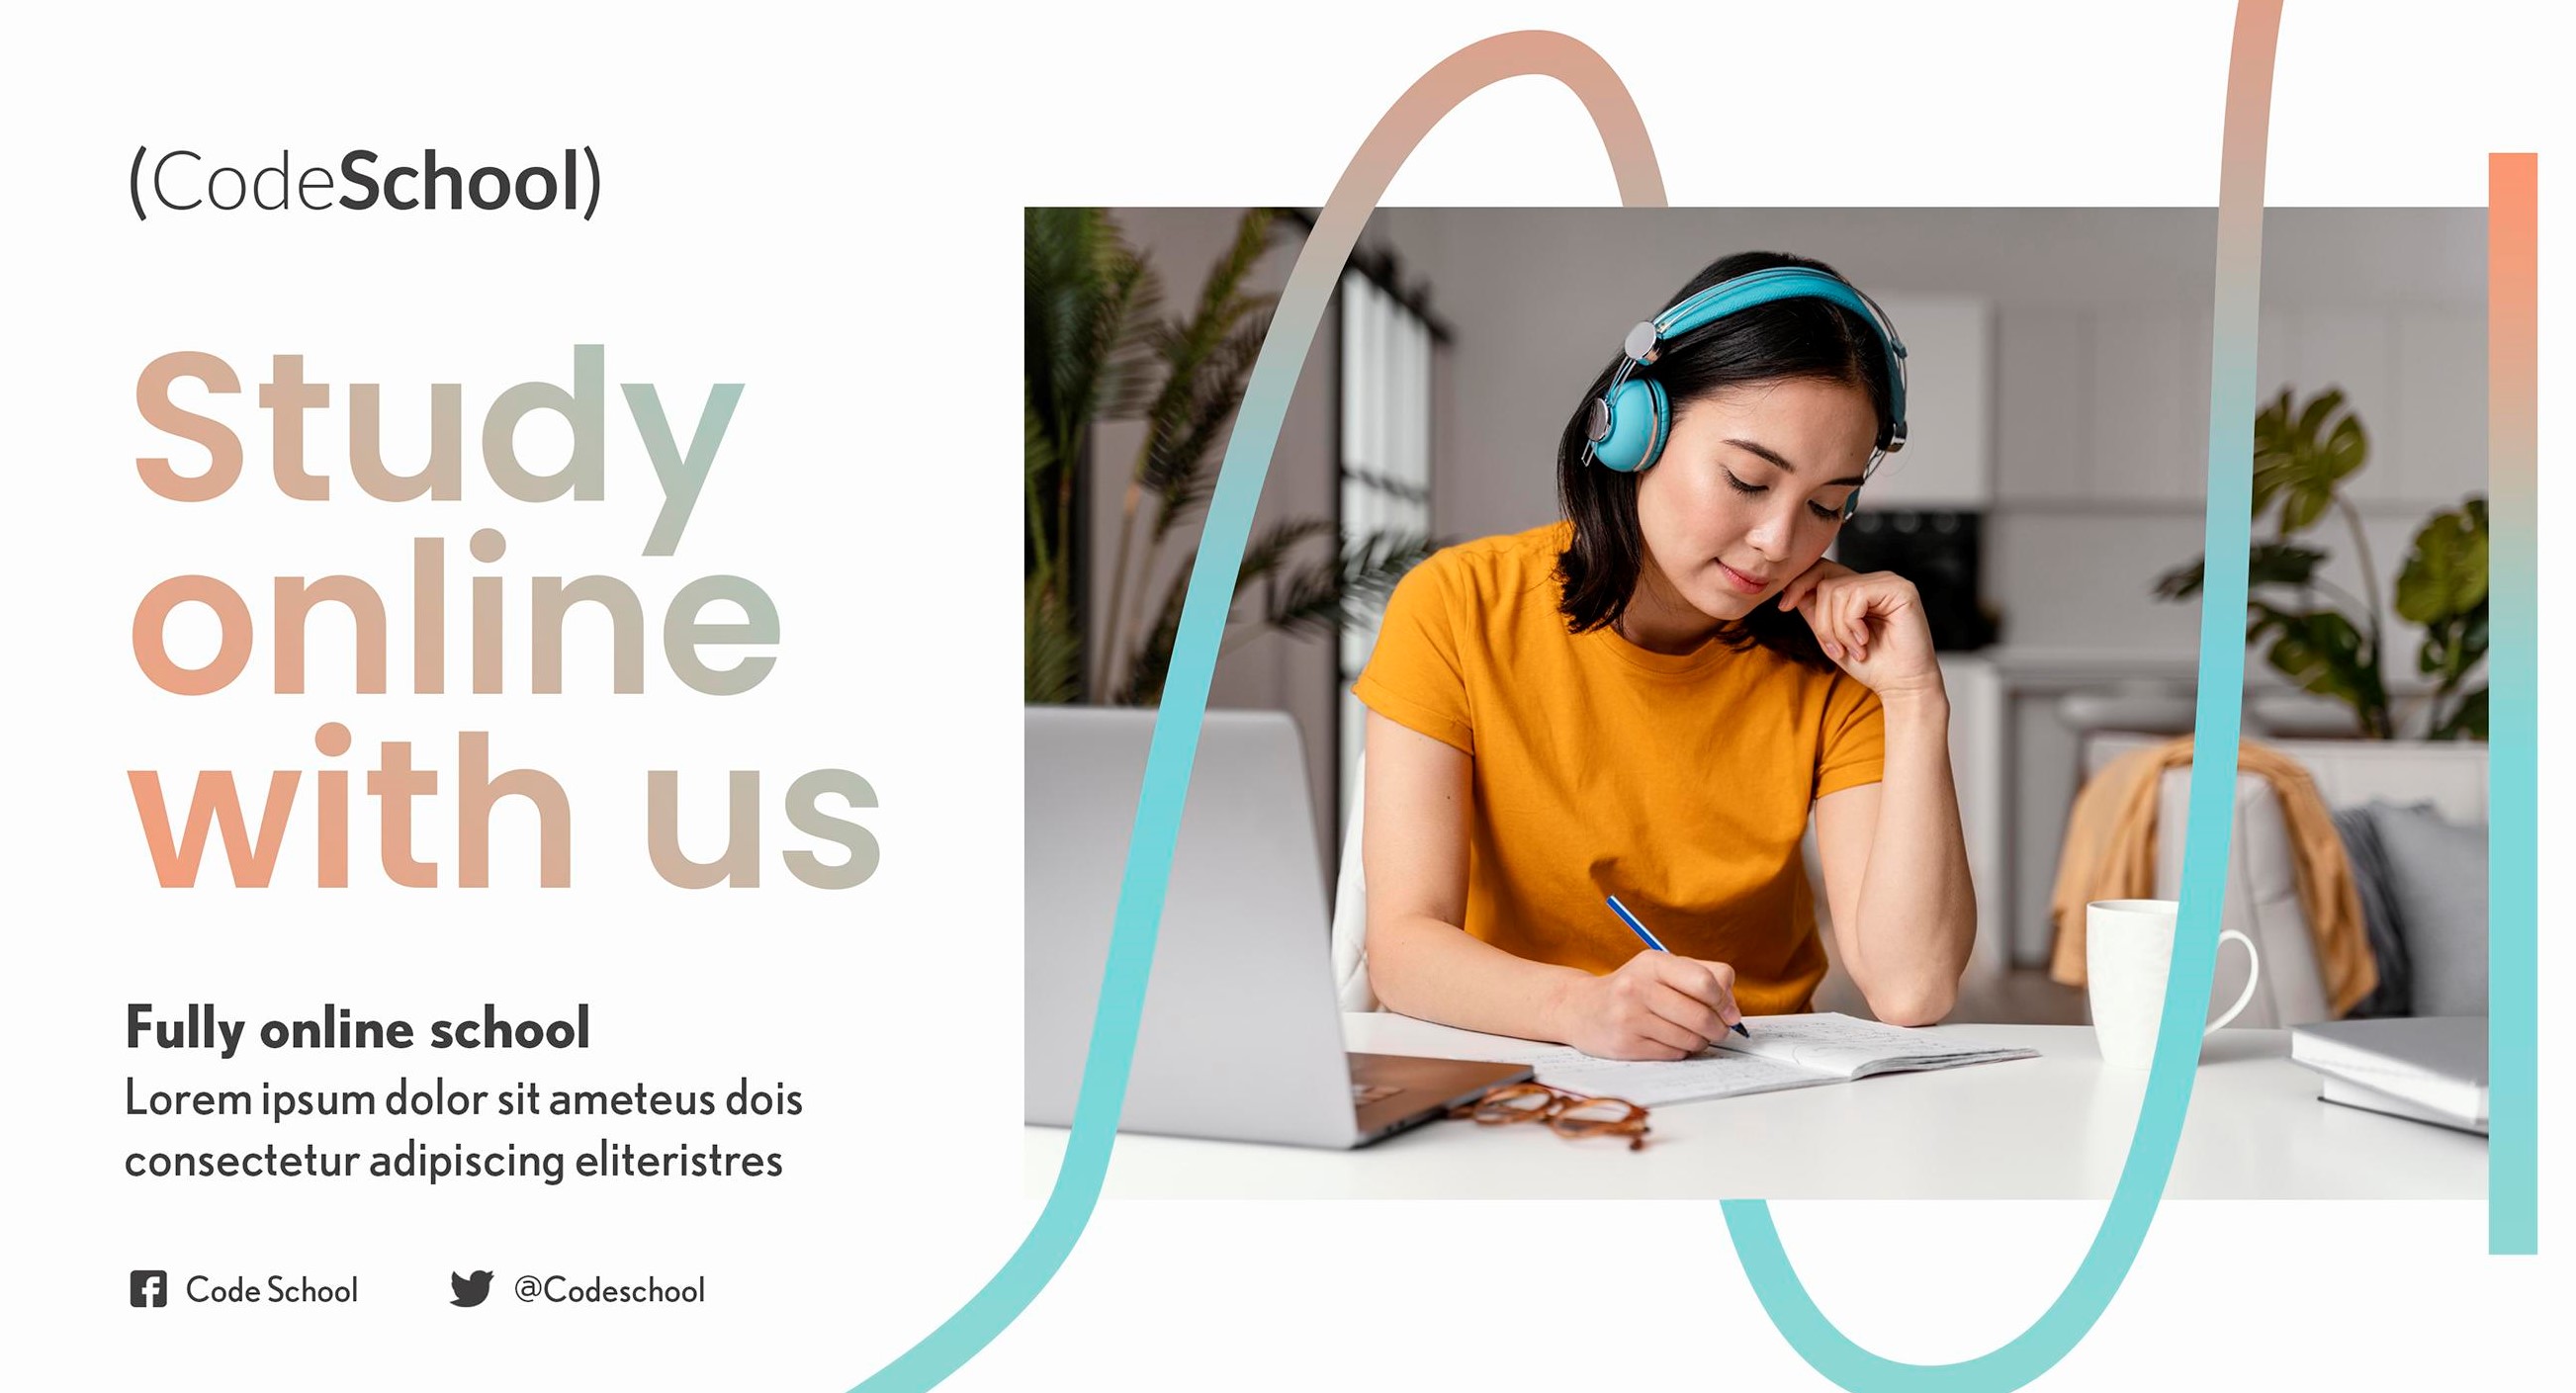 (CodeSchool)
Study
online
with us
Fully online school
Lorem ipsum dolor sit ameteus dois
consectetur adipiscing eliteristres
Code School
@Codeschool